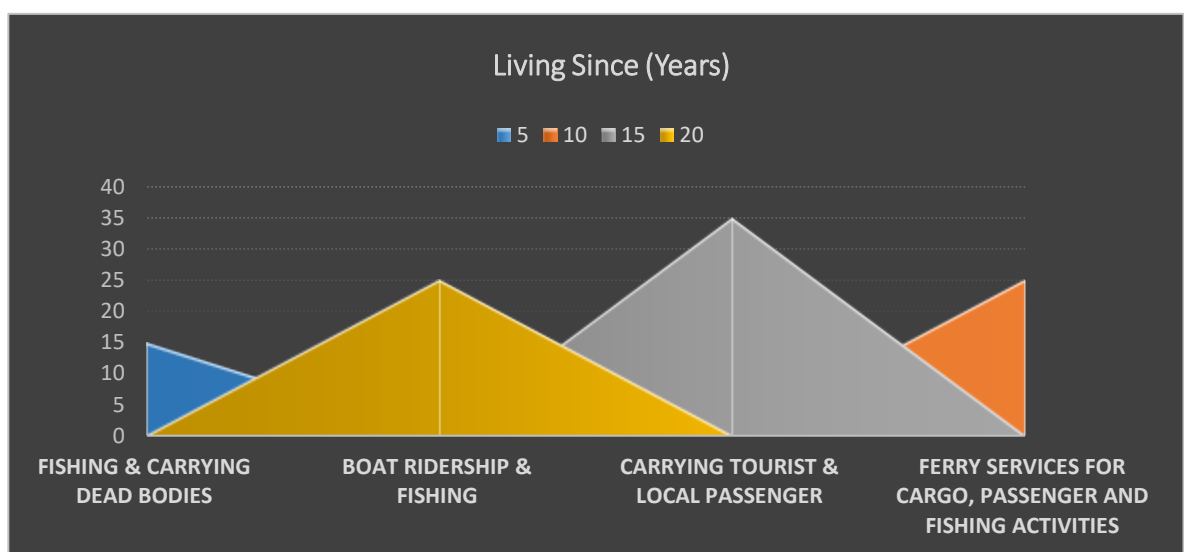 Living Since (Years)
5 10 15 20
40
35
30
25
20
15
10
5
0
FISHING & CARRYING
DEAD BODIES
BOAT RIDERSHIP &
FISHING
CARRYING TOURIST &
LOCAL PASSENGER
FERRY SERVICES FOR
CARGO, PASSENGER AND
FISHING ACTIVITIES